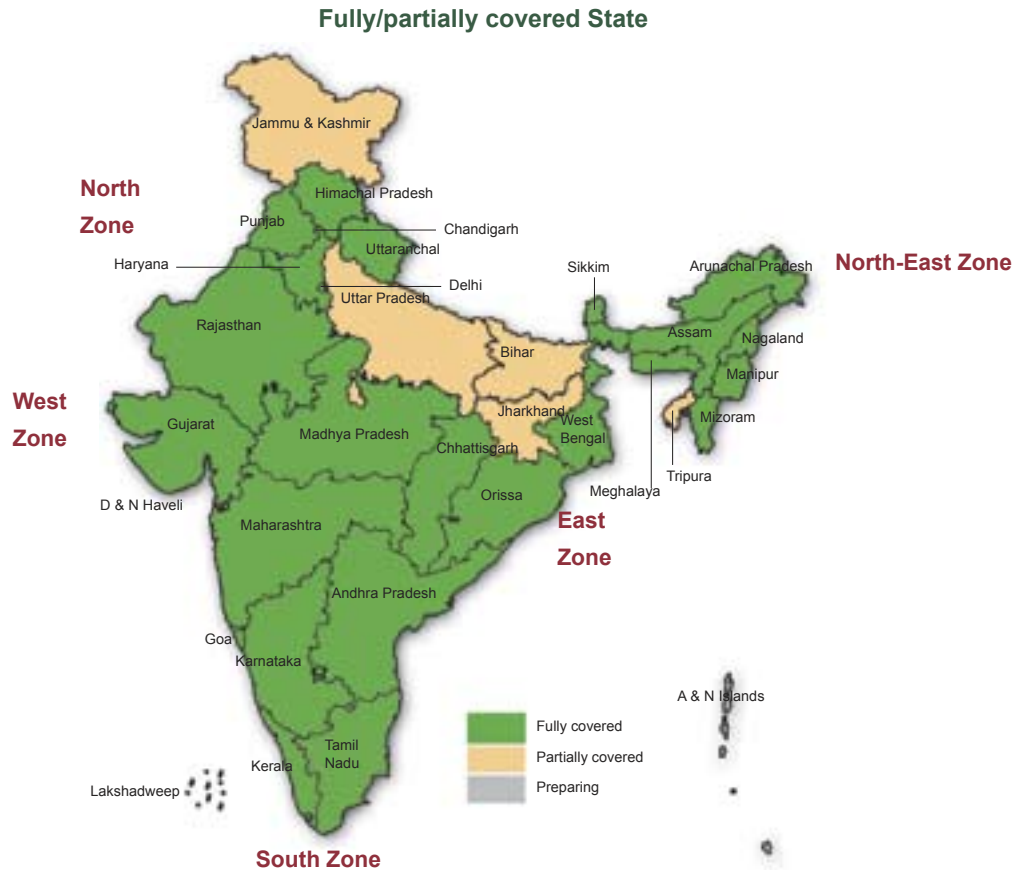 Fully/partially covered State
Jammu & Kashmir
North
Zone
Himachal Pradesh
Punjab
Chandigarh
Uttaranchal
Haryana
Delhi
Sikkim
Arunachal Pradesh
North-East Zone
Uttar Pradesh
Rajasthan
Assam
Nagaland
Bihar
Manipur
West
Zone
Gujarat
Madhya Pradesh
Jharkhand
West
Bengal
Mizoram
Chhattisgarh
Tripura
Meghalaya
D & N Haveli
Orissa
Maharashtra
East
Zone
Andhra Pradesh
Goa
Karnataka
A & N Islands
Fully covered
Partially covered
Preparing
Tamil
Nadu
Kerala
Lakshadweep
South Zone